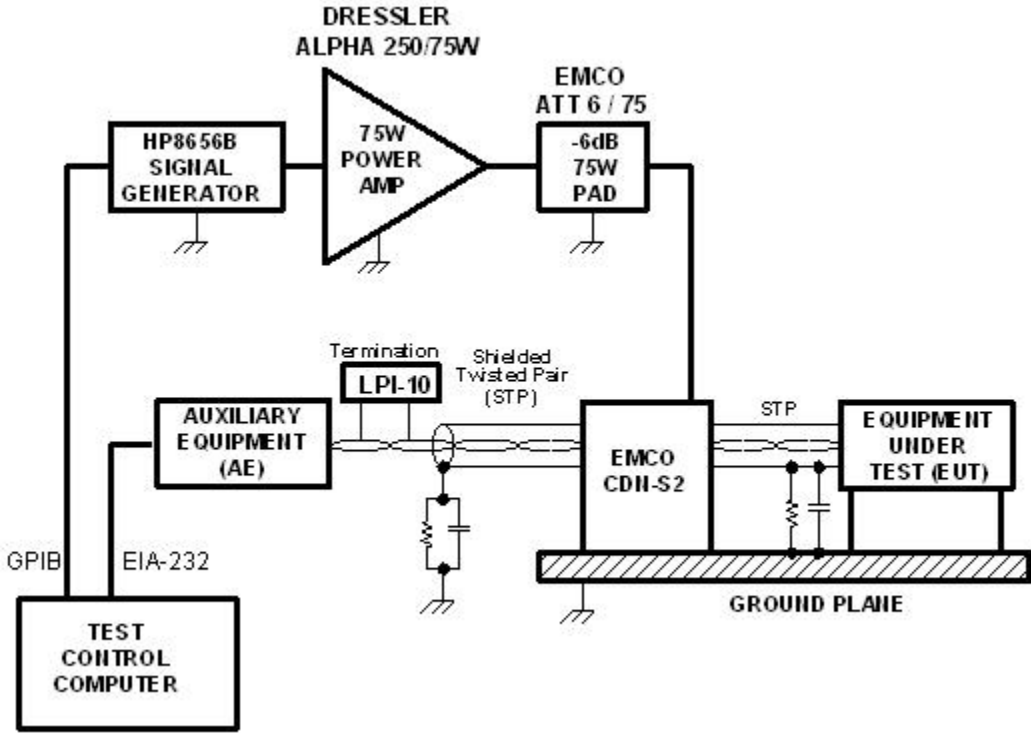 DRESSLER
ALPHA 250/75W
EMCO
ATT 6 / 75
HP8656B
SIGNAL
GENERATOR
75W
POWER
AMP
-6dB
75W
PAD
Termination
LPI-10
Shielded
Twisted Pair
(STP)
AUXILIARY
EQUIPMENT
(AE)
EMCO
CDN-S2
STP
EQUIPMENT
UNDER
TEST (EUT)
GPIB
EIA-232
GROUND PLANE
TEST
CONTROL
COMPUTER